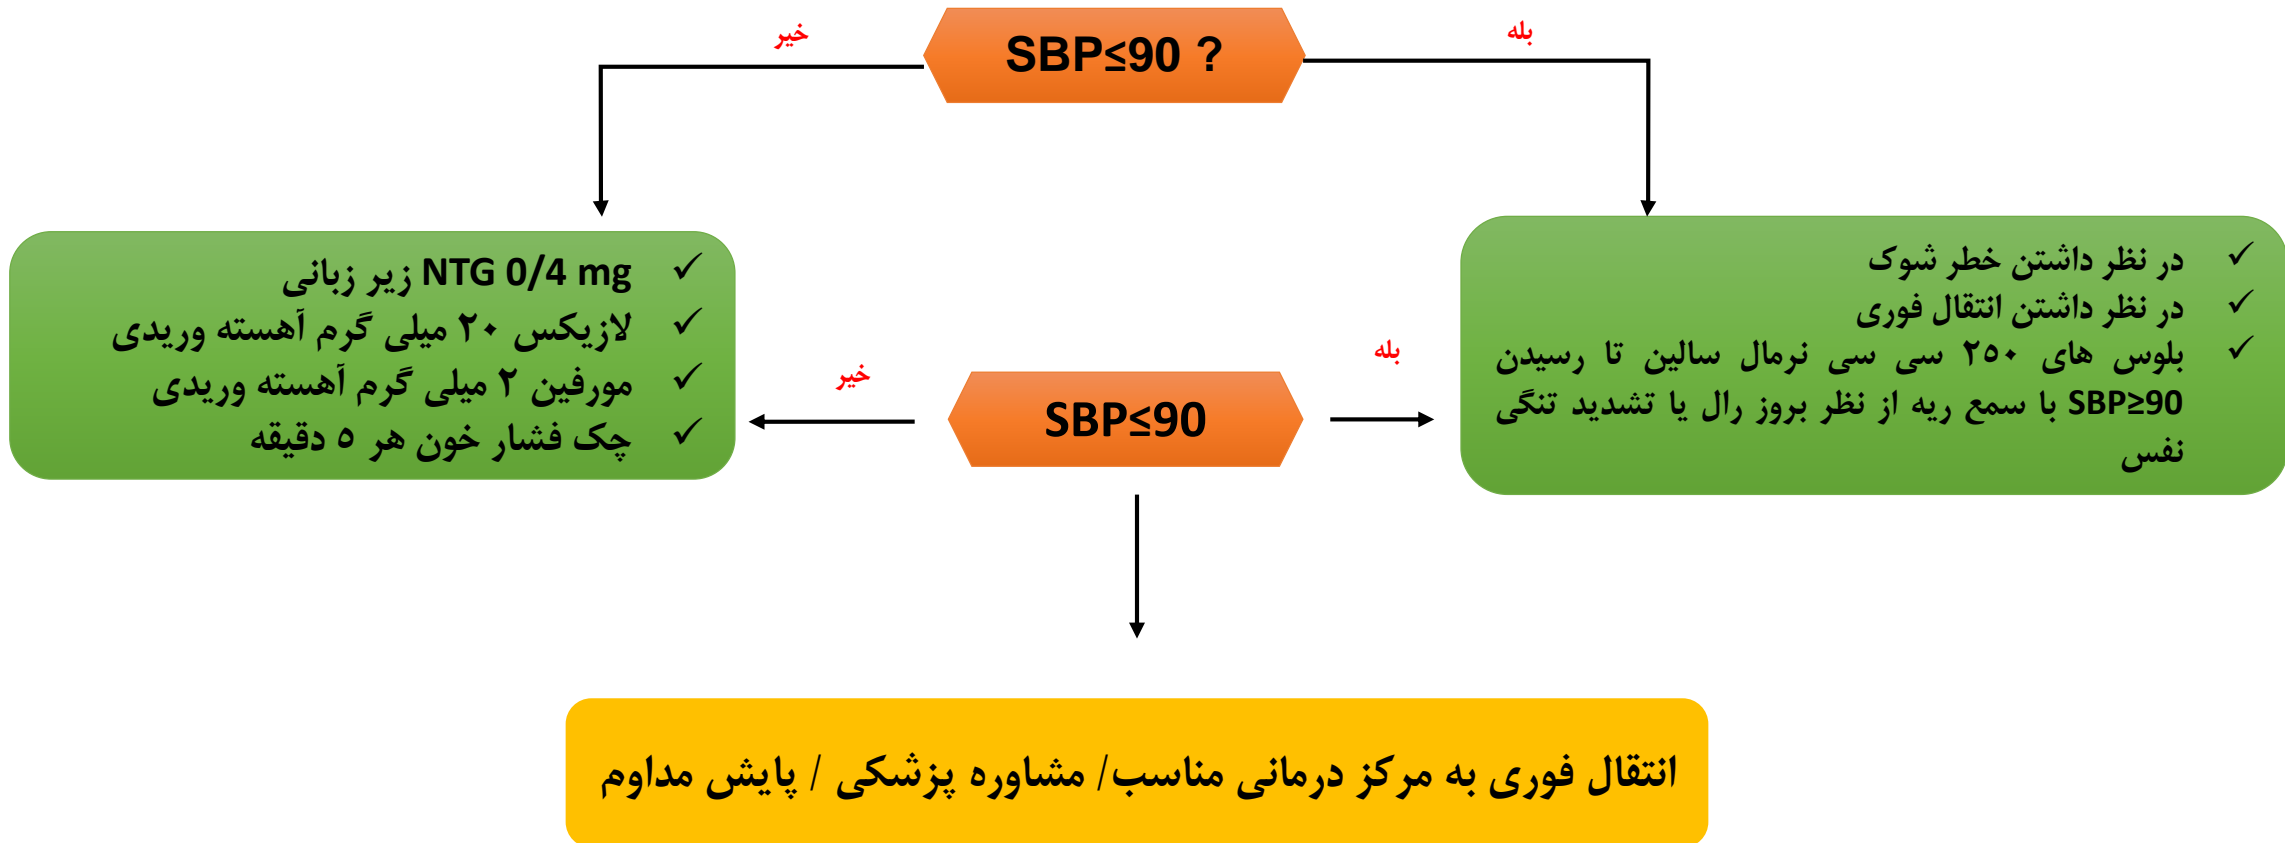 SBP≤90 ?
بله
خیر
در نظر داشتن خطر شوک
در نظر داشتن انتقال فوری
بلوس های ۲۵۰ سی سی نرمال سالین تا رسیدن
SBP≥90 با سمع ریه از نظر بروز رال یا تشدید تنگی
نفس
NTG 0/4 mg زیر زبانی
لازیکس ۲۰ میلی گرم آهسته وریدی
مورفین ۲ میلی گرم آهسته وریدی
چک فشار خون هر ۵ دقیقه
بله
SBP≤90
خیر
انتقال فوری به مرکز درمانی مناسب/ مشاوره پزشکی / پایش مداوم